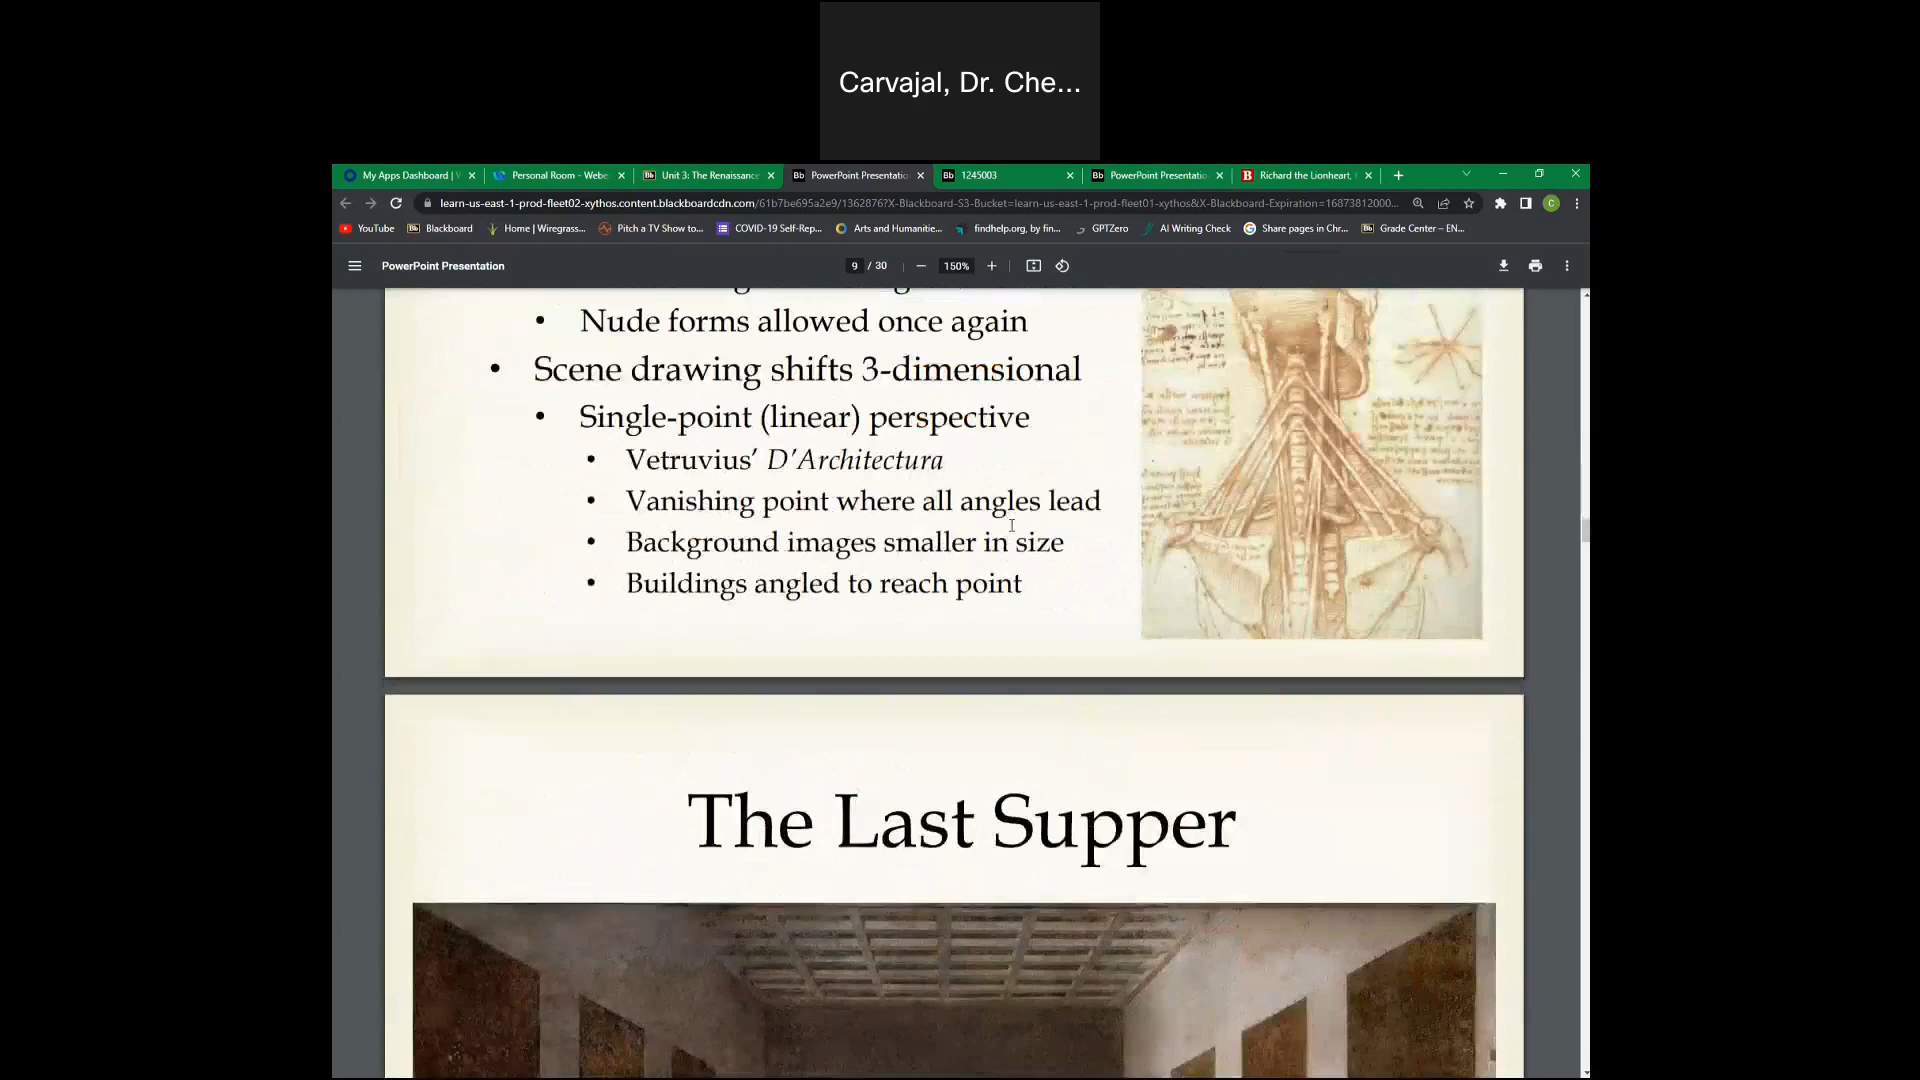 Carvajal, Dr. Che...
My Apps Dashboard |
Personal Room - Webe
Unit 3: The Renaissance
Bb PowerPoint Presentatio
Bb 1245003
Bb PowerPoint Presentatio
B Richard the Lionheart,
learn-us-east-1-prod-fleet02-xythos.content.blackboardcdn.com/61b7be695a2e9/1362876?X-Blackboard-S3-Bucket=learn-us-east-1-prod-fleet01-xythos&X-Blackboard-Expiration=16873812000...
YouTube
Bb Blackboard
Home | Wiregrass...
Pitch a TV Show to...
COVID-19 Self-Rep...
Arts and Humanitie...
findhelp.org, by fin...
GPTZero
AI Writing Check
Share pages in Chr...
Bb Grade Center – EN...
PowerPoint Presentation
9 / 30
150%
• Nude forms allowed once again
• Scene drawing shifts 3-dimensional
• Single-point (linear) perspective
• Vetruvius’ D’Architectura
• Vanishing point where all angles lead
• Background images smaller in size
• Buildings angled to reach point
The Last Supper